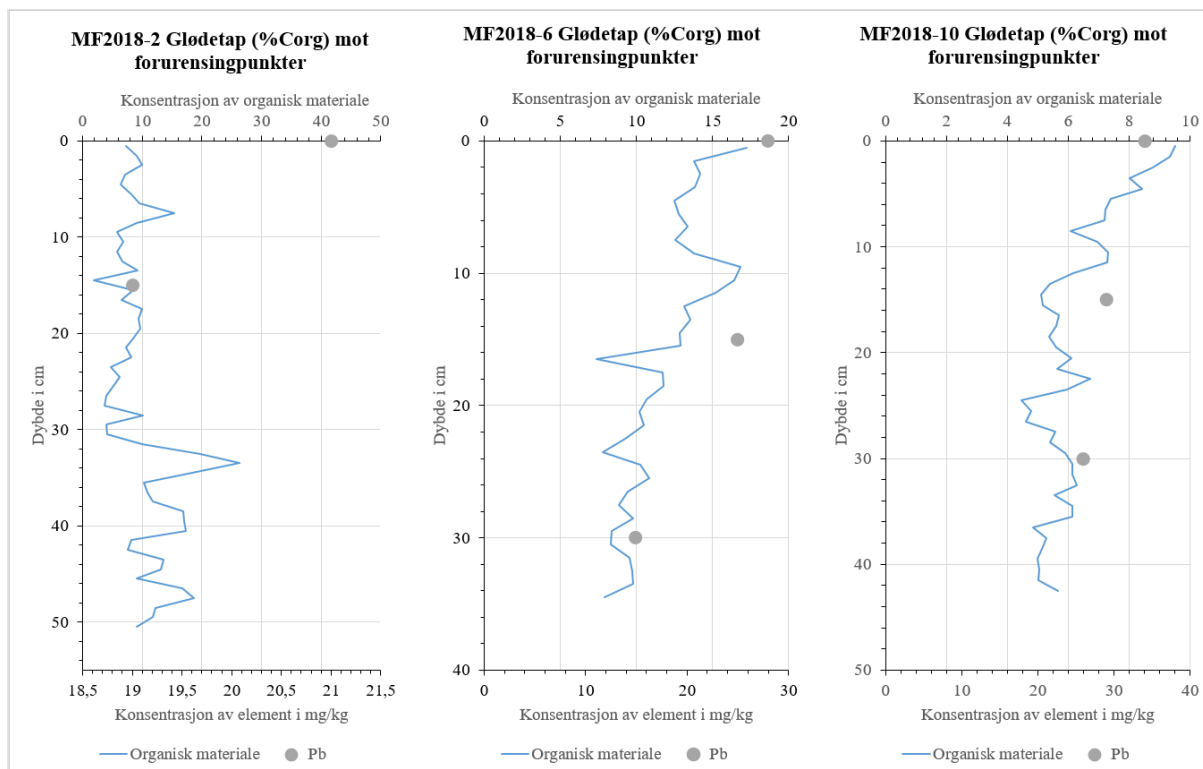 MF2018-2 Glødetap (%Corg) mot
forurensingpunkter
Konsentrasjon av organisk materiale
0 10 20 30 40 50
0
10
20
30
40
50
Dybde i cm
18,5 19 19,5 20 20,5 21 21,5
Konsentrasjon av element i mg/kg
Organisk materiale Pb
MF2018-6 Glødetap (%Corg) mot
forurensingpunkter
Konsentrasjon av organisk materiale
0 5 10 15 20
0
10
20
30
40
Dybde i cm
0 10 20 30
Konsentrasjon av element i mg/kg
Organisk materiale Pb
MF2018-10 Glødetap (%Corg) mot
forurensingpunkter
Konsentrasjon av organisk materiale
0 2 4 6 8 10
0
10
20
30
40
50
Dybde i cm
0 10 20 30 40
Konsentrasjon av element i mg/kg
Organisk materiale Pb